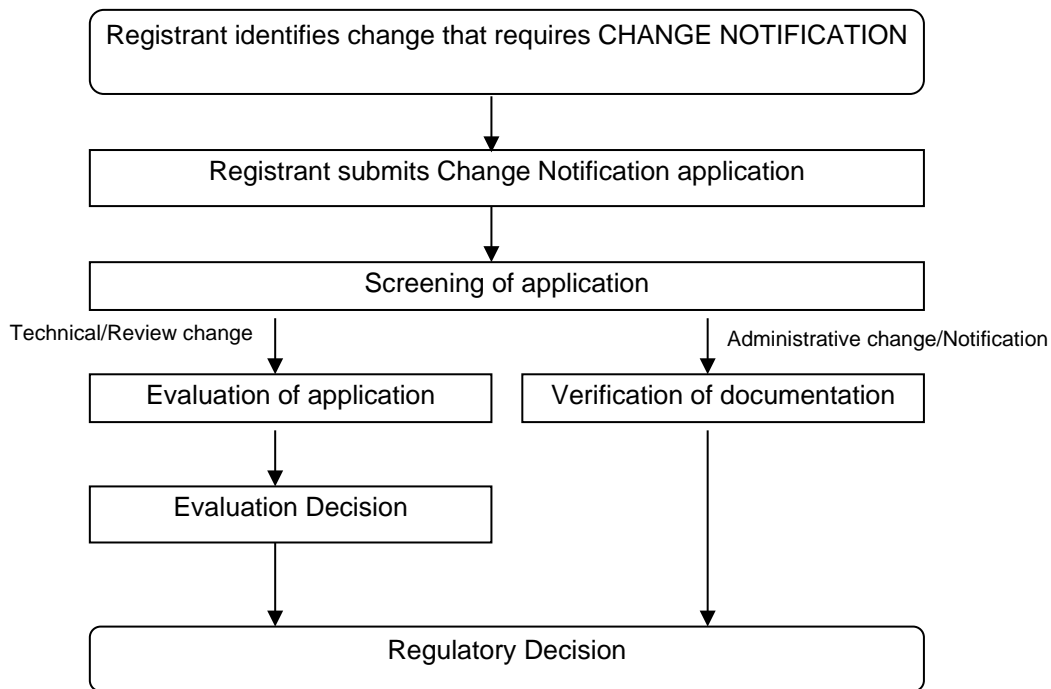 Registrant identifies change that requires CHANGE NOTIFICATION
Registrant submits Change Notification application
Screening of application
Technical/Review change
Administrative change/Notification
Evaluation of application
Verification of documentation
Evaluation Decision
Regulatory Decision